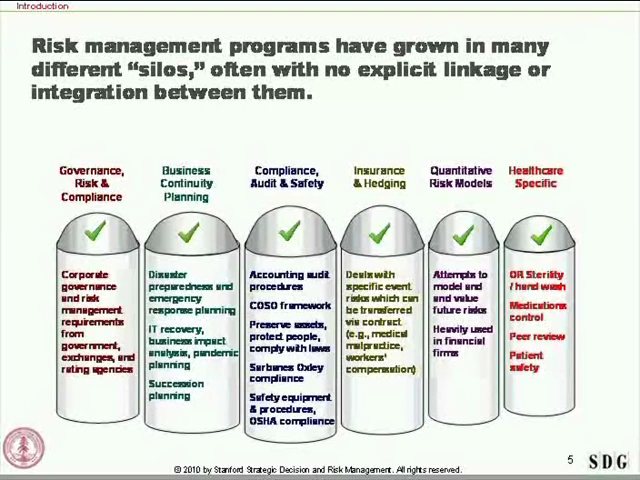 Introduction
Risk management programs have grown in many
different “silos,” often with no explicit linkage or
integration between them.
Governance,
Risk &
Compliance
Business
Continuity
Planning
Compliance,
Audit & Safety
Insurance
& Hedging
Quantitative
Risk Models
Healthcare
Specific
Corporate
governance
and risk
management
requirements
from
government,
exchanges, and
rating agencies
Disaster
preparedness and
emergency
response planning
IT recovery,
business impact
analysis, pandemic
planning
Succession
planning
Accounting audit
procedures
COSO framework
Preserve assets,
protect people,
comply with laws
Sarbanes Oxley
compliance
Safety equipment
& procedures,
OSHA compliance
Deals with
specific event
risks which can
be transferred
via contract
(e.g., medical
malpractice,
workers’
compensation)
Attempts to
model and
and value
future risks
Heavily used
in financial
firms
OR Sterility
/ hand wash
Medications
control
Peer review
Patient
safety
5
SDG
© 2010 by Stanford Strategic Decision and Risk Management. All rights reserved.